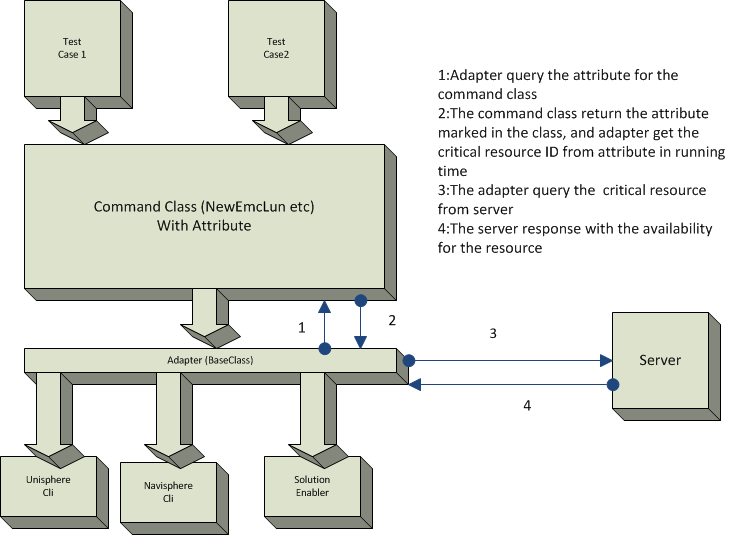 Test
Case 1
Test
Case2
1:Adapter query the attribute for the
command class
2:The command class return the attribute
marked in the class, and adapter get the
critical resource ID from attribute in running
time
3:The adapter query the  critical resource
from server
4:The server response with the availability
for the resource
Command Class (NewEmcLun etc)
With Attribute
1
2
3
Adapter (BaseClass)
Server
4
Unisphere
Cli
Navisphere
Cli
Solution
Enabler